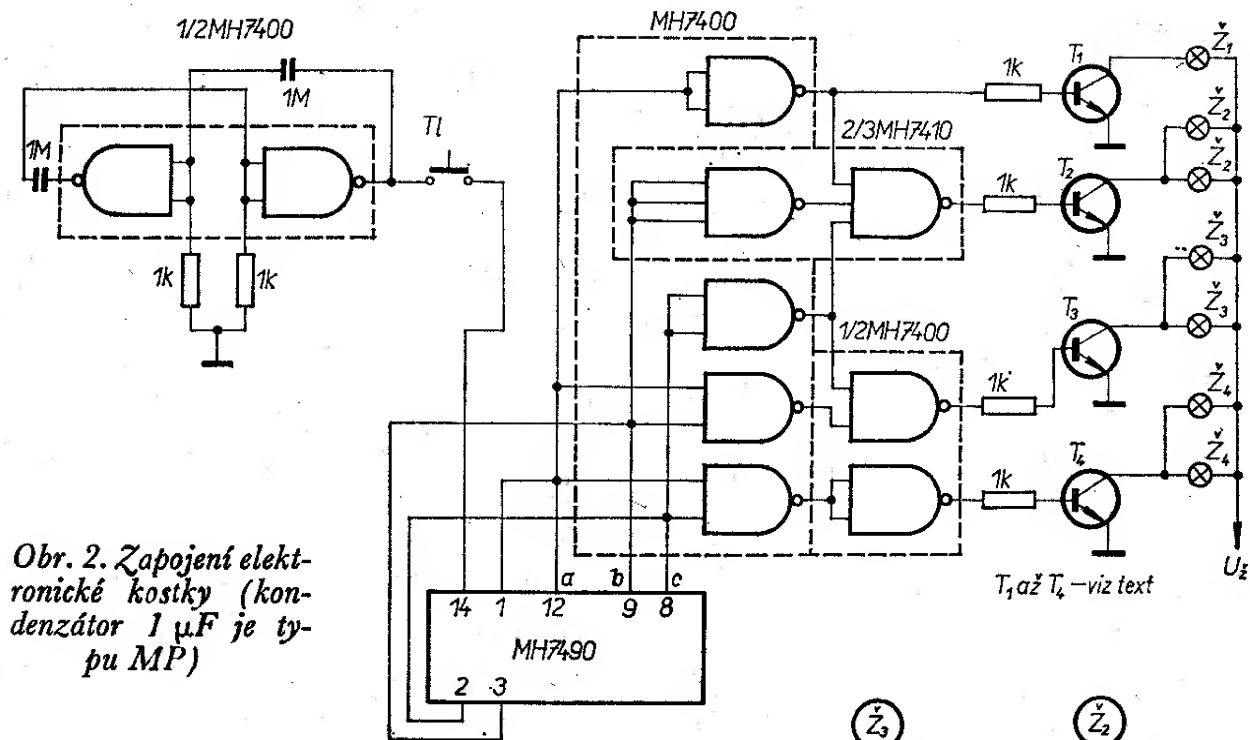 1/2MH7400
1M
1M
1k
1k
Tl
MH7400
2/3MH7410
1/2MH7400
1k
T1
Ž1
Ž2
1k
T2
Ž2
Ž3
T3
Ž3
1k
Ž4
1k
T4
Ž4
Už
T1 až T4 – viz text
a b c
14 1 12 9 8
MH7490
2 3
Obr. 2. Zapojení elekt-
ronické kostky (kon-
denzátor 1 μF je ty-
pu MP)
Ž3 Ž2